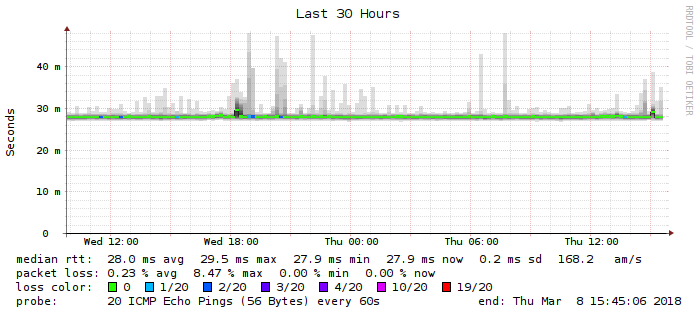 Last 30 Hours
RRDTOOL / TOBI OETIKER
Seconds
40 m
30 m
20 m
10 m
0
Wed 12:00 Wed 18:00 Thu 00:00 Thu 06:00 Thu 12:00
median rtt: 28.0 ms avg 29.5 ms max 27.9 ms min 27.9 ms now 0.2 ms sd 168.2 am/s
packet loss: 0.23 % avg 8.47 % max 0.00 % min 0.00 % now
loss color: 0 1/20 2/20 3/20 4/20 10/20 19/20
probe: 20 ICMP Echo Pings (56 Bytes) every 60s end: Thu Mar 8 15:45:06 2018